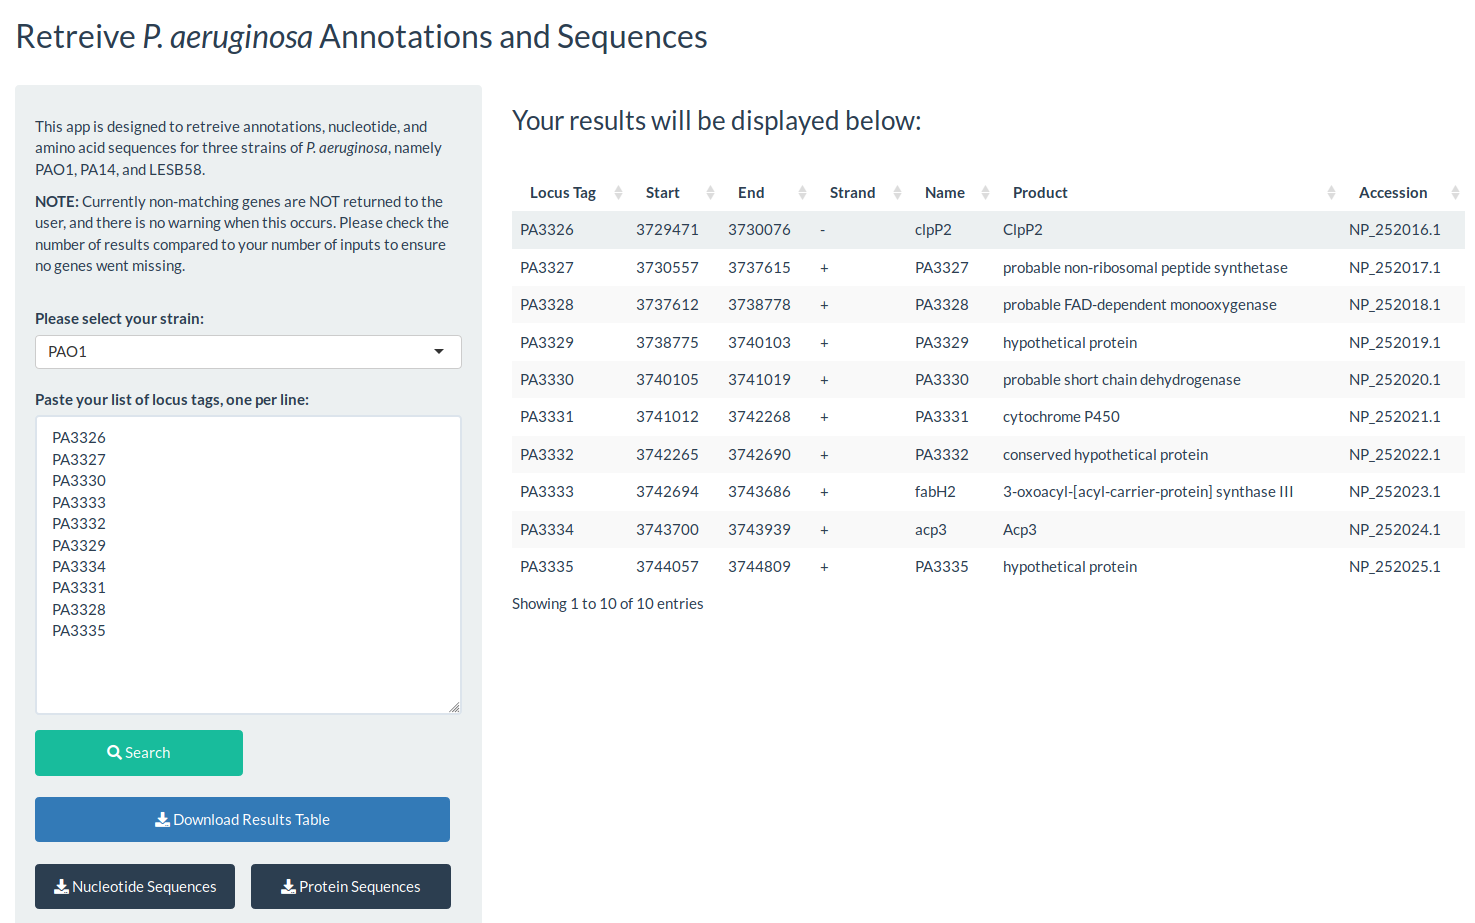 Retreive P. aeruginosa Annotations and Sequences
This app is designed to retreive annotations, nucleotide, and
amino acid sequences for three strains of P. aeruginosa, namely
PAO1, PA14, and LESB58.
NOTE: Currently non-matching genes are NOT returned to the
user, and there is no warning when this occurs. Please check the
number of results compared to your number of inputs to ensure
no genes went missing.
Please select your strain:
PAO1
Paste your list of locus tags, one per line:
PA3326
PA3327
PA3330
PA3333
PA3332
PA3329
PA3334
PA3331
PA3328
PA3335
Search
Download Results Table
Nucleotide Sequences Protein Sequences
Your results will be displayed below:
Locus Tag Start End Strand Name Product Accession
PA3326 3729471 3730076 - clpP2 ClpP2 NP_252016.1
PA3327 3730557 3737615 + PA3327 probable non-ribosomal peptide synthetase NP_252017.1
PA3328 3737612 3738778 + PA3328 probable FAD-dependent monooxygenase NP_252018.1
PA3329 3738775 3740103 + PA3329 hypothetical protein NP_252019.1
PA3330 3740105 3741019 + PA3330 probable short chain dehydrogenase NP_252020.1
PA3331 3741012 3742268 + PA3331 cytochrome P450 NP_252021.1
PA3332 3742265 3742690 + PA3332 conserved hypothetical protein NP_252022.1
PA3333 3742694 3743686 + fabH2 3-oxoacyl-[acyl-carrier-protein] synthase III NP_252023.1
PA3334 3743700 3743939 + acp3 Acp3 NP_252024.1
PA3335 3744057 3744809 + PA3335 hypothetical protein NP_252025.1
Showing 1 to 10 of 10 entries